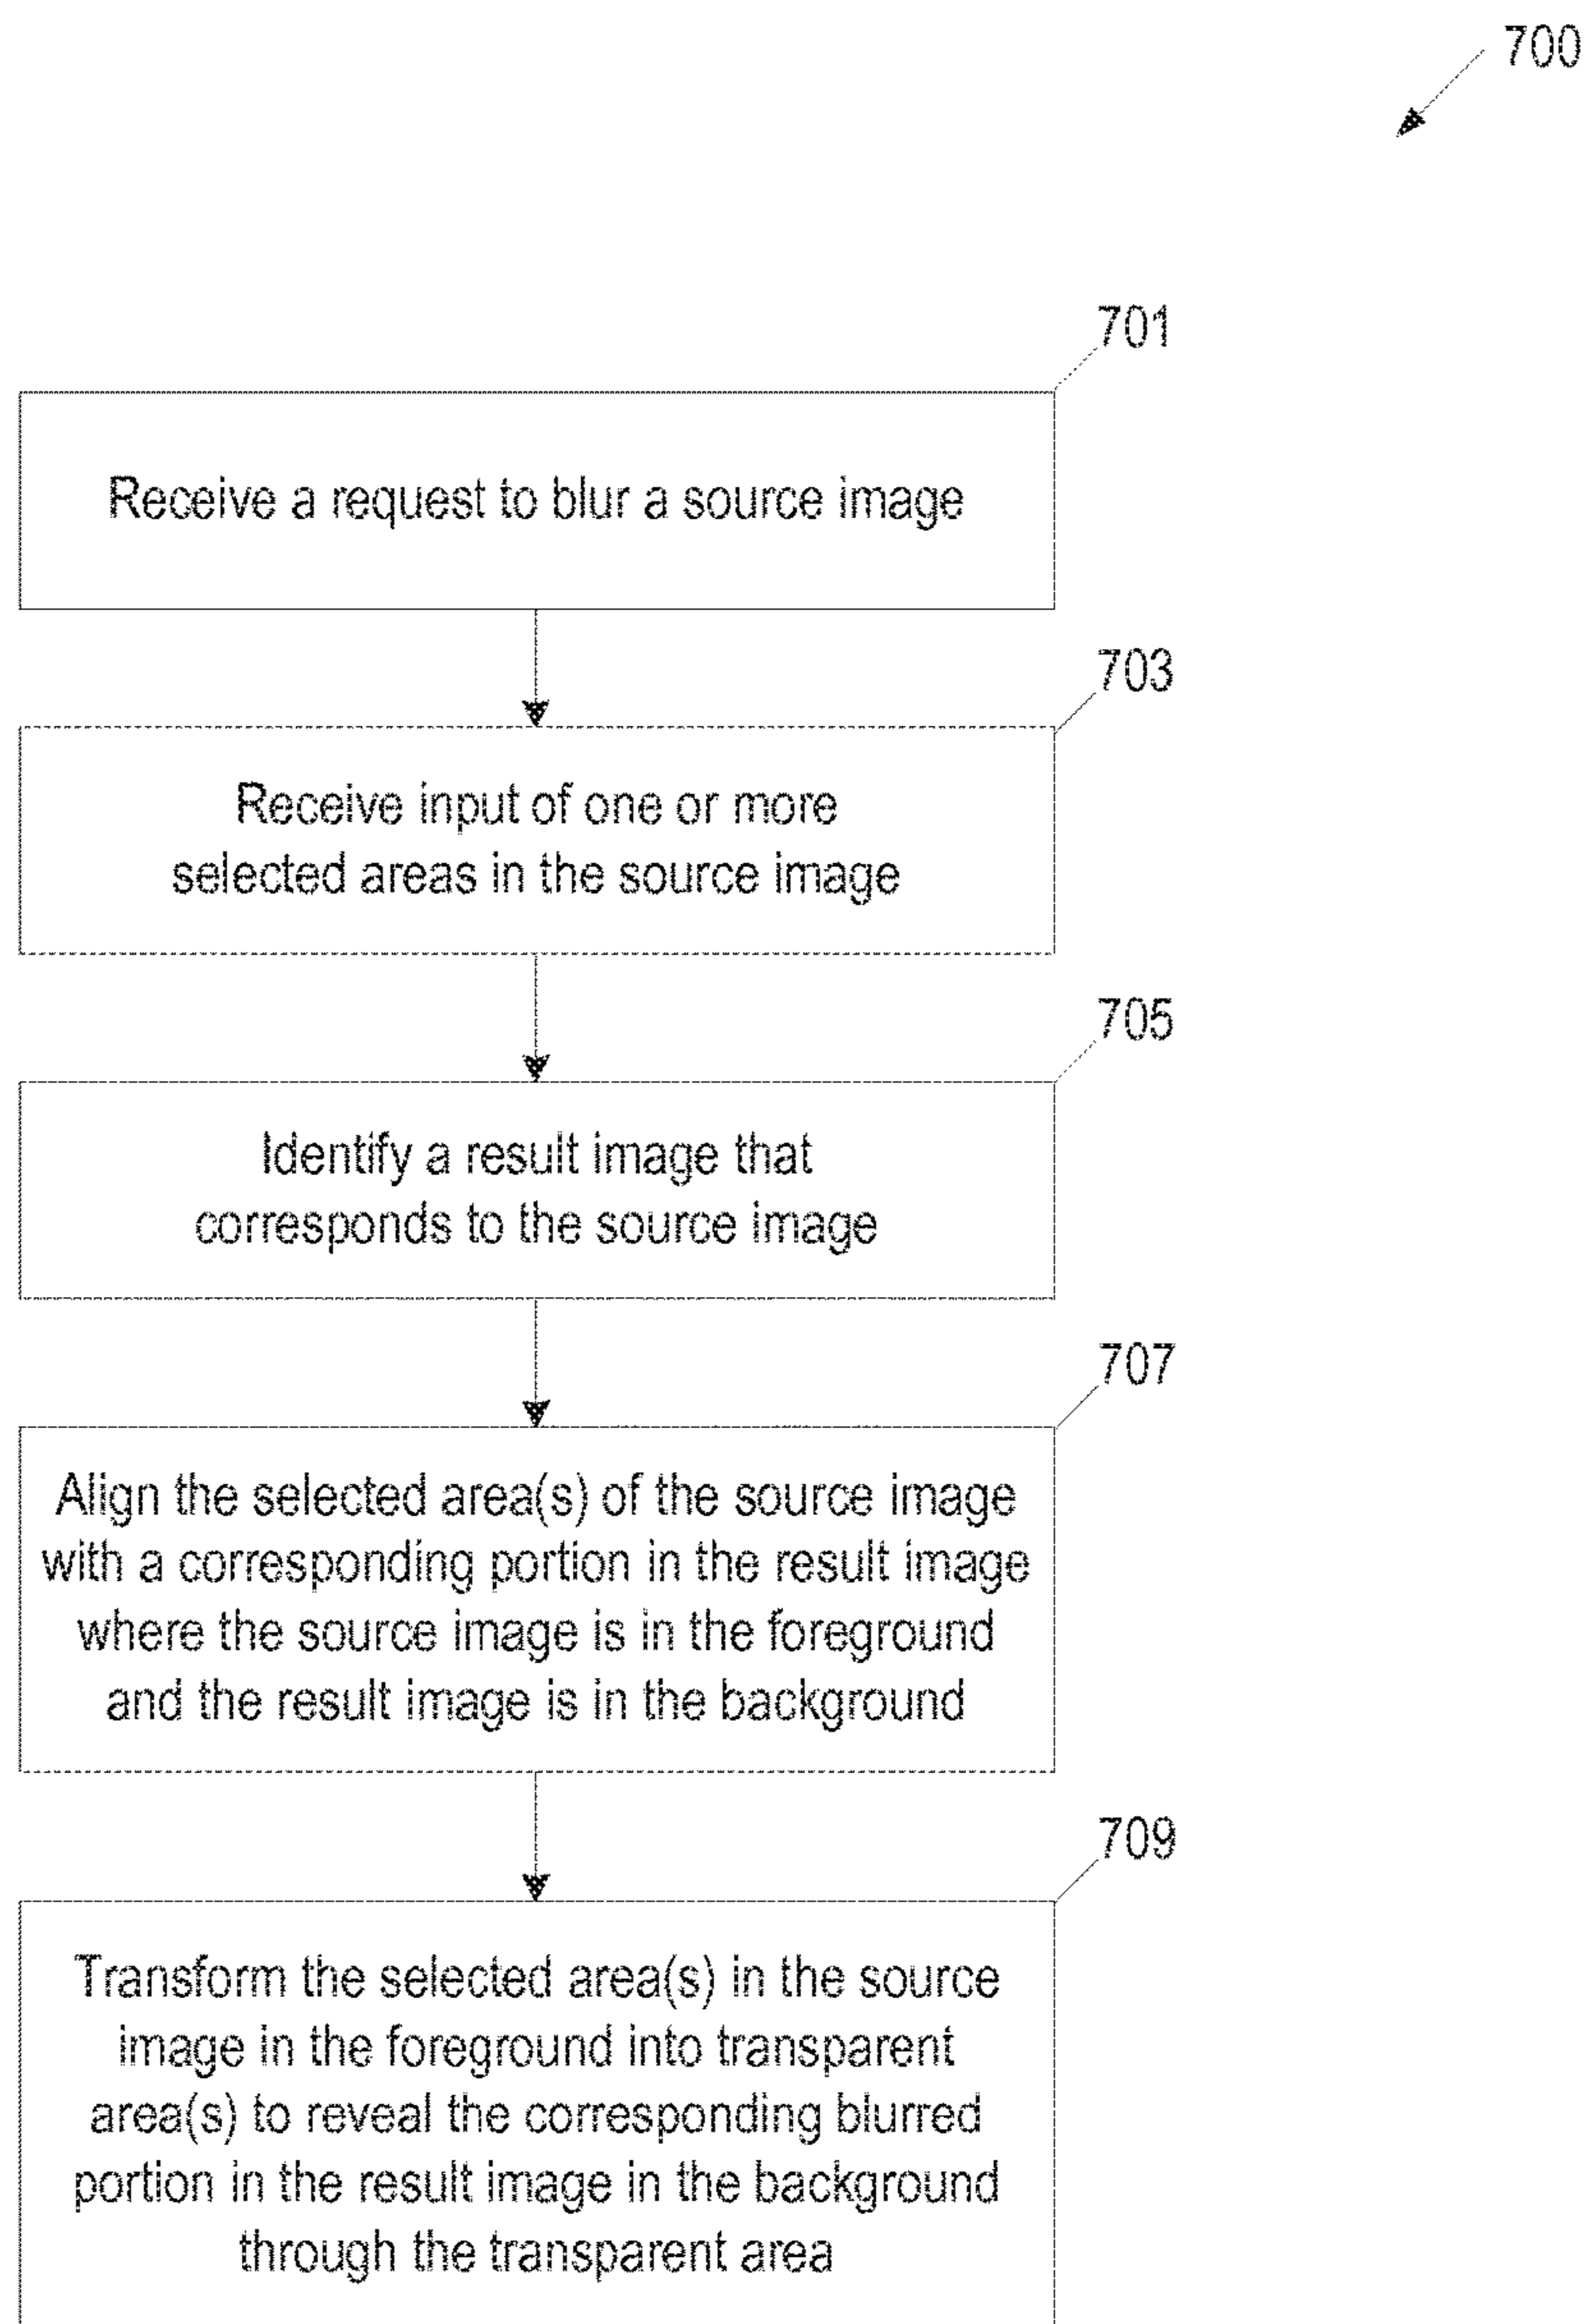 700
701
Receive a request to blur a source image
703
Receive input of one or more
selected areas in the source image
705
Identify a result image that
corresponds to the source image
707
Align the selected area(s) of the source image
with a corresponding portion in the result image
where the source image is in the foreground
and the result image is in the background
709
Transform the selected area(s) in the source
image in the foreground into transparent
area(s) to reveal the corresponding blurred
portion in the result image in the background
through the transparent area